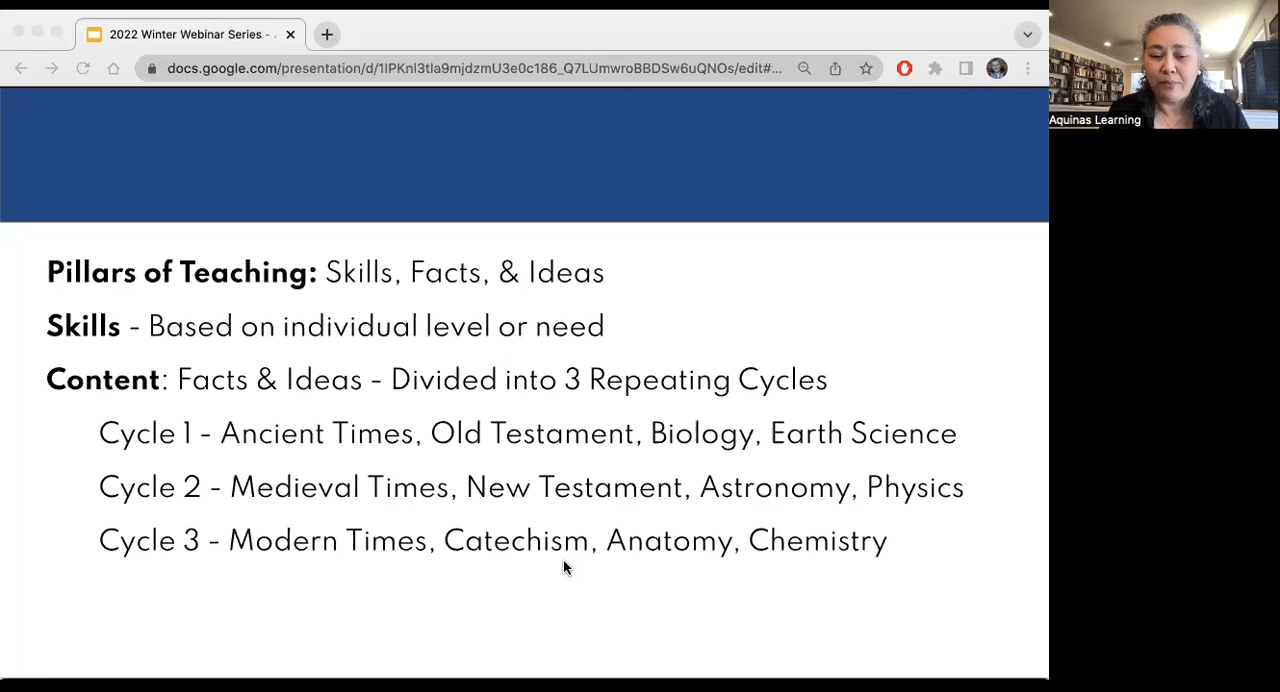 2022 Winter Webinar Series -
docs.google.com/presentation/d/
Aquinas Learning
Pillars of Teaching: Skills, Facts, & Ideas
Skills - Based on individual level or need
Content: Facts & Ideas - Divided into 3 Repeating Cycles
Cycle 1 - Ancient Times, Old Testament, Biology, Earth Science
Cycle 2 - Medieval Times, New Testament, Astronomy, Physics
Cycle 3 - Modern Times, Catechism, Anatomy, Chemistry